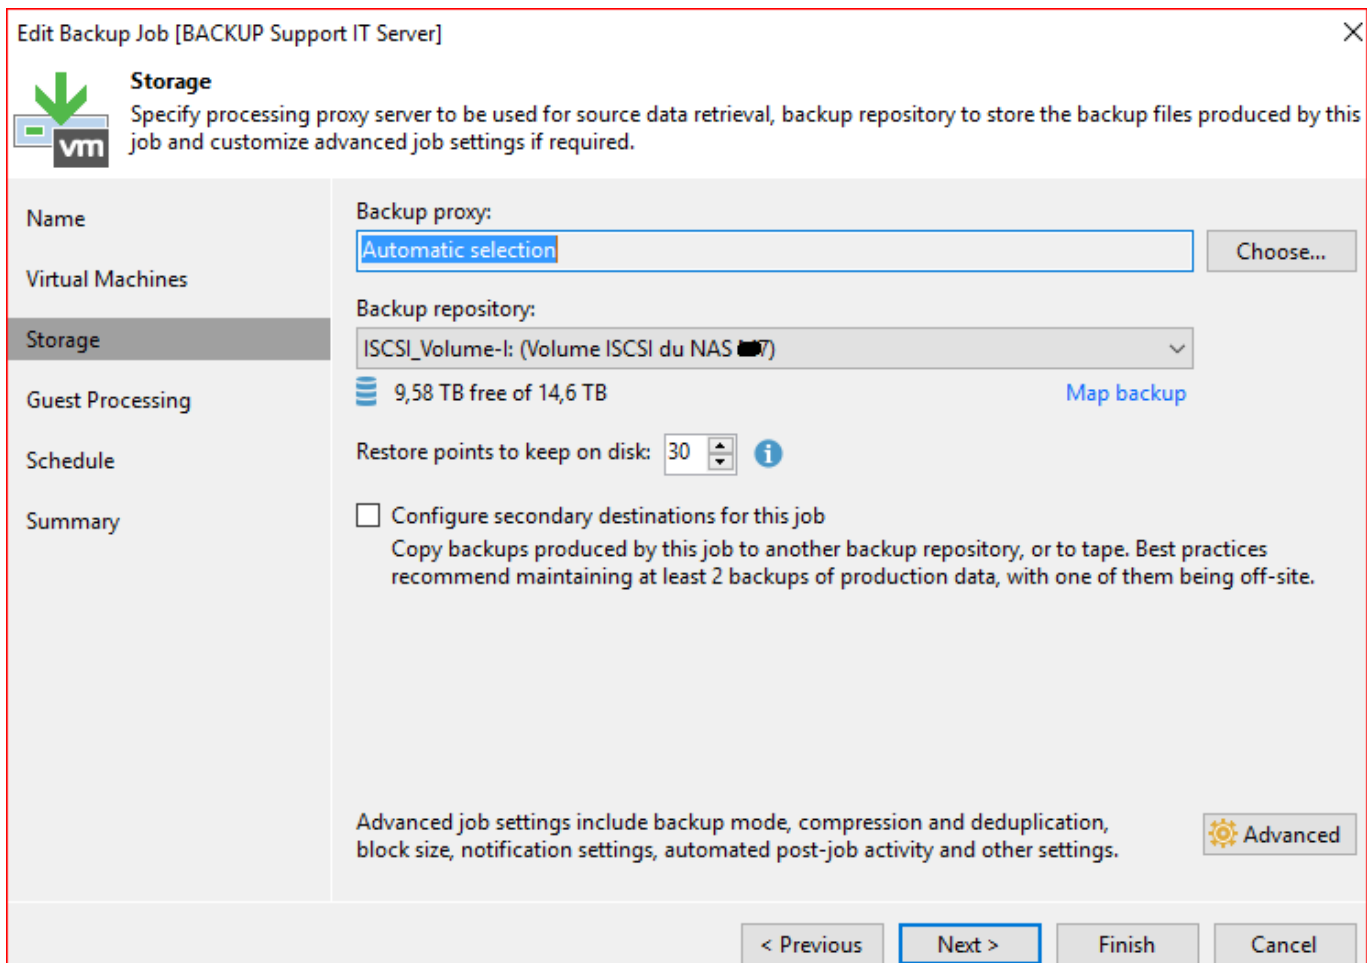 Edit Backup Job [BACKUP Support IT Server]
Storage
Specify processing proxy server to be used for source data retrieval, backup repository to store the backup files produced by this
job and customize advanced job settings if required.
vm
Name
Virtual Machines
Storage
Guest Processing
Schedule
Summary
Backup proxy:
Automatic selection
Choose...
Backup repository:
ISCSI_Volume-I: (Volume ISCSI du NAS 7)
9,58 TB free of 14,6 TB
Map backup
Restore points to keep on disk: 30
Configure secondary destinations for this job
Copy backups produced by this job to another backup repository, or to tape. Best practices
recommend maintaining at least 2 backups of production data, with one of them being off-site.
Advanced job settings include backup mode, compression and deduplication,
block size, notification settings, automated post-job activity and other settings.
Advanced
< Previous
Next >
Finish
Cancel